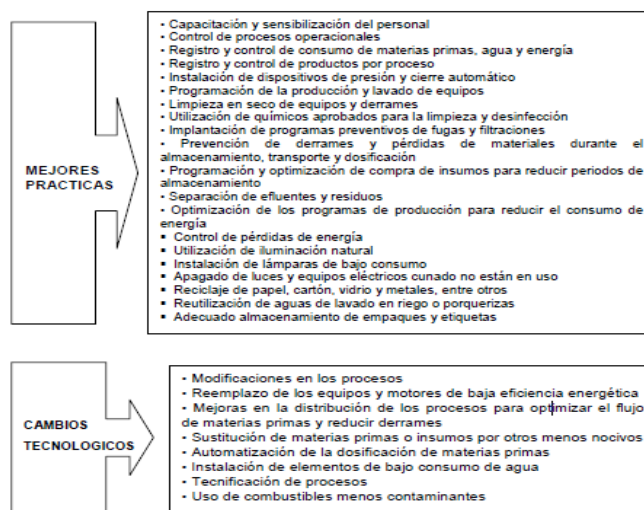 MEJORES
PRACTICAS
- Capacitación y sensibilización del personal
- Control de procesos operacionales
- Registro y control de consumo de materias primas, agua y energía
- Registro y control de productos por proceso
- Instalación de dispositivos de presión y cierre automático
- Programación de la producción y lavado de equipos
- Limpieza en seco de equipos y derrames
- Utilización de químicos aprobados para la limpieza y desinfección
- Implantación de programas preventivos de fugas y filtraciones
- Prevención de derrames y pérdidas de materiales durante el
almacenamiento, transporte y dosificación
- Programación y optimización de compra de insumos para reducir periodos de
almacenamiento
- Separación de efluentes y residuos
- Optimización de los programas de producción para reducir el consumo de
energía
▪ Control de pérdidas de energía
▪ Utilización de iluminación natural
▪ Instalación de lámparas de bajo consumo
▪ Apagado de luces y equipos eléctricos cunado no están en uso
▪ Reciclaje de papel, cartón, vidrio y metales, entre otros
▪ Reutilización de aguas de lavado en riego o porquerizas
▪ Adecuado almacenamiento de empaques y etiquetas
CAMBIOS
TECNOLOGICOS
- Modificaciones en los procesos
- Reemplazo de los equipos y motores de baja eficiencia energética
- Mejoras en la distribución de los procesos para optimizar el flujo
de materias primas y reducir derrames
- Sustitución de materias primas o insumos por otros menos nocivos
- Automatización de la dosificación de materias primas
- Instalación de elementos de bajo consumo de agua
- Tecnificación de procesos
- Uso de combustibles menos contaminantes